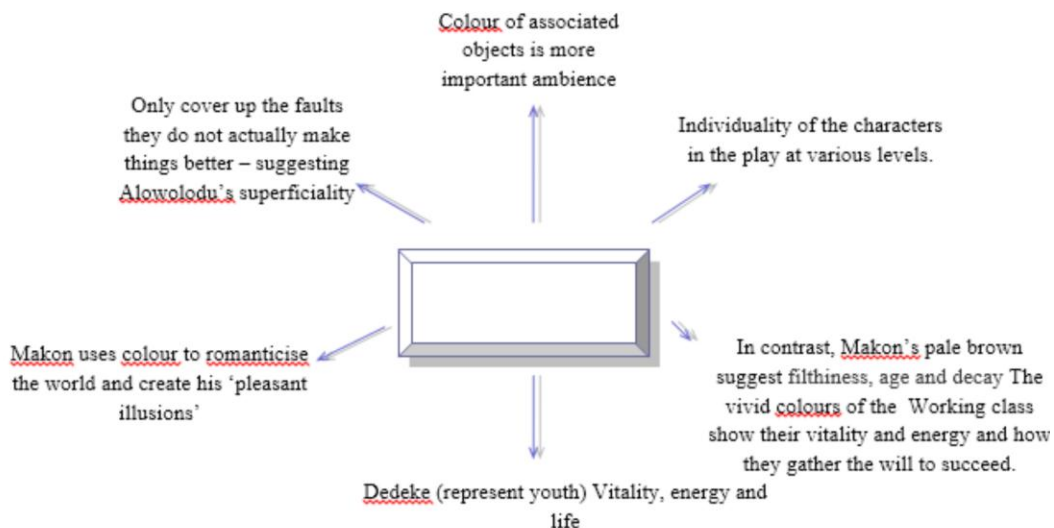 Colour of associated
objects is more
important ambience
Only cover up the faults
they do not actually make
things better – suggesting
Alowolodu's superficiality
Individuality of the characters
in the play at various levels.
Makon uses colour to romanticise
the world and create his ‘pleasant
illusions’
In contrast, Makon's pale brown
suggest filthiness, age and decay The
vivid colours of the Working class
show their vitality and energy and how
they gather the will to succeed.
Dedeke (represent youth) Vitality, energy and
life